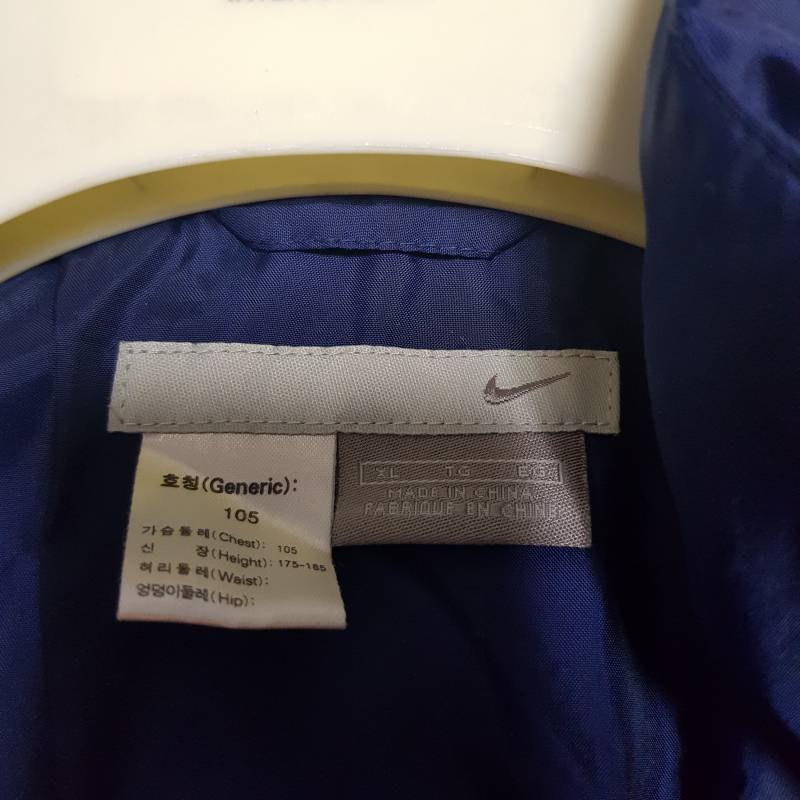 호칭(Generic):
105
가슴둘레(Chest): 105
신 장(Height): 175-185
허리둘레(Waist):
엉덩이둘레(Hip):
XL TG EG
MADE IN CHINA
FABRIQUE EN CHINE